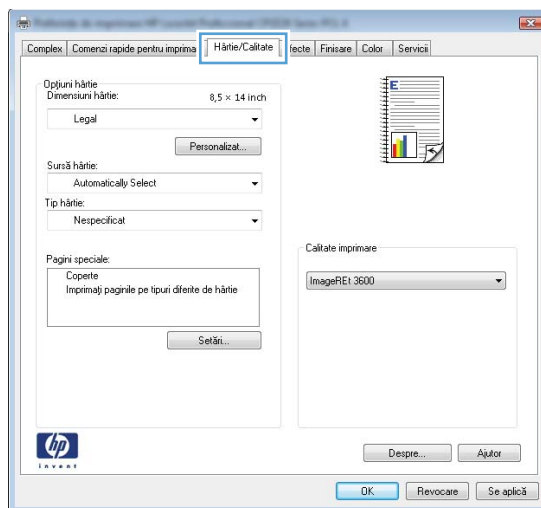 Complex Comenzi rapide pentru imprima Hârtie/Calitate fecte Finisare Color Servicii
Opțiuni hârtie
Dimensiuni hârtie: 8,5 × 14 inch
Legal
Personalizat...
Sursă hârtie:
Automatically Select
Tip hârtie:
Nespecificat
Pagini speciale:
Coperte
Imprimați paginile pe tipuri diferite de hârtie
Setări...
E
Calitate imprimare
ImageREt 3600
hp
invent
Despre... Ajutor
OK Revocare Se aplică